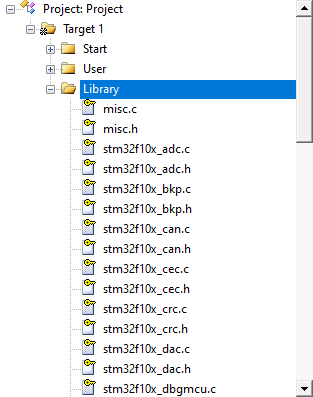 Project: Project
Target 1
Start
User
Library
misc.c
misc.h
stm32f10x_adc.c
stm32f10x_adc.h
stm32f10x_bkp.c
stm32f10x_bkp.h
stm32f10x_can.c
stm32f10x_can.h
stm32f10x_cec.c
stm32f10x_cec.h
stm32f10x_crc.c
stm32f10x_crc.h
stm32f10x_dac.c
stm32f10x_dac.h
stm32f10x_dbgmcu.c